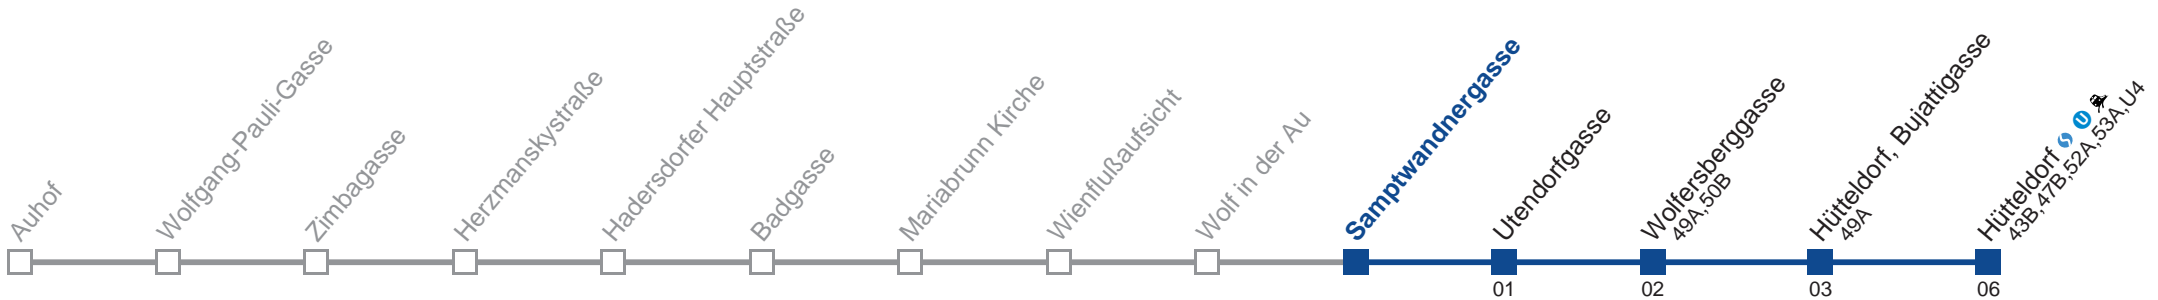 Auhof
Wolfgang-Pauli-Gasse
Zimbagasse
Herzmanskystraße
Hadersdorfer Hauptstraße
Badgasse
Mariabrunn Kirche
Wienflußaufsicht
Wolf in der Au
Samptwandnergasse
Utendorfgasse
Wolfersberggasse
49A,50B
Hütteldorf, Bujattigasse
49A
Hütteldorf U
43B,47B,52A,53A,U4
01 02 03 06